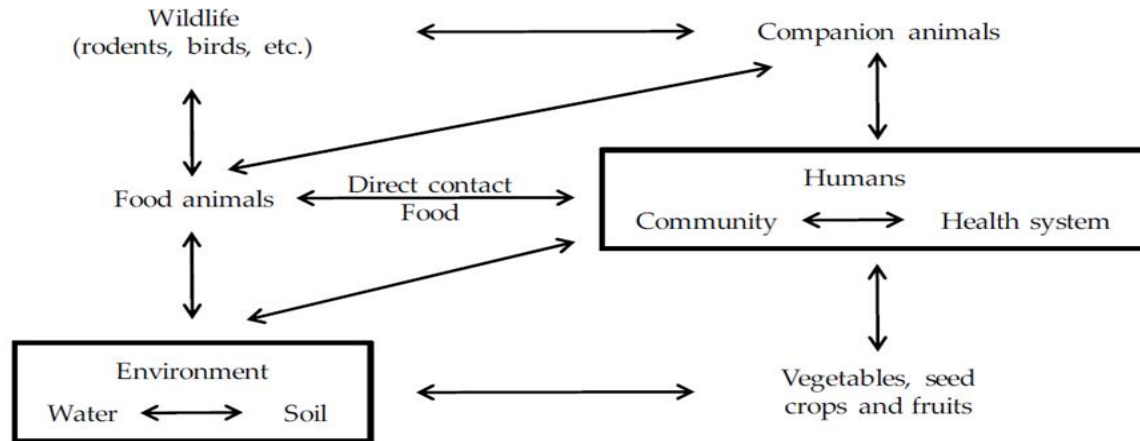 Wildlife
(rodents, birds, etc.)
Companion animals
Food animals
Direct contact
Food
Humans
Community
Health system
Environment
Water
Soil
Vegetables, seed
crops and fruits